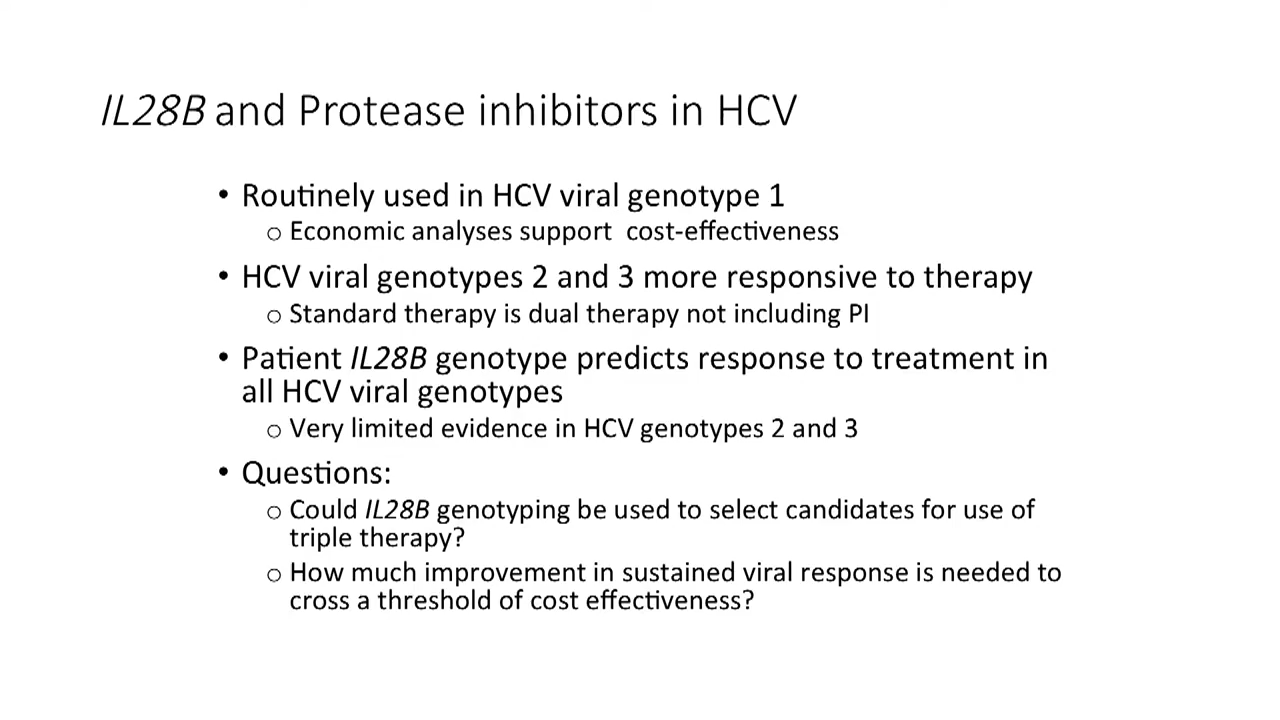 IL28B and Protease inhibitors in HCV
• Routinely used in HCV viral genotype 1
o Economic analyses support  cost-effectiveness
• HCV viral genotypes 2 and 3 more responsive to therapy
o Standard therapy is dual therapy not including PI
• Patient IL28B genotype predicts response to treatment in
all HCV viral genotypes
o Very limited evidence in HCV genotypes 2 and 3
• Questions:
o Could IL28B genotyping be used to select candidates for use of
triple therapy?
o How much improvement in sustained viral response is needed to
cross a threshold of cost effectiveness?